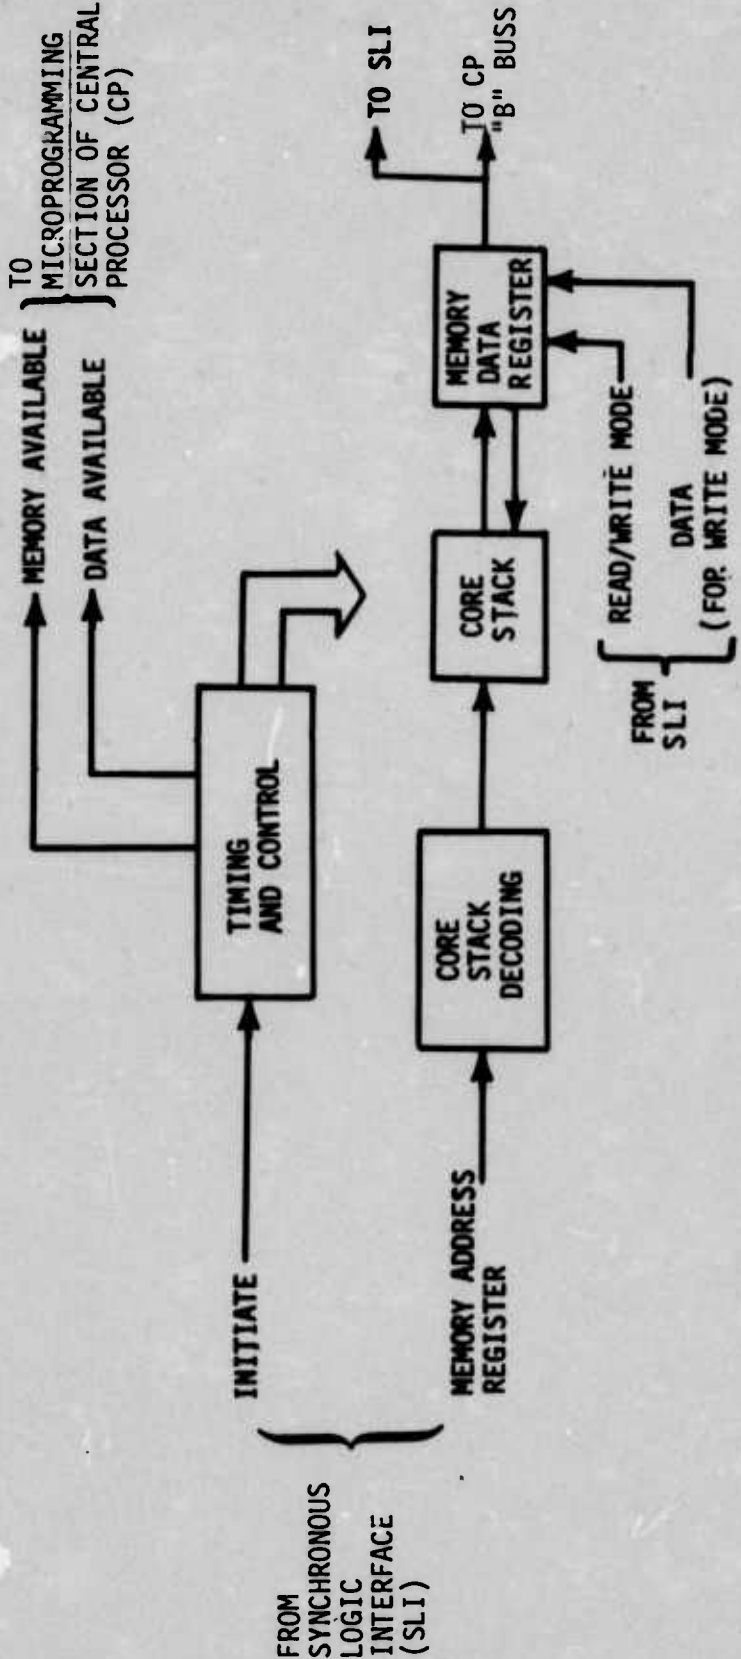 FROM
SYNCHRONOUS
LOGIC
INTERFACE
(SLI)
INITIATE
MEMORY ADDRESS
REGISTER
TIMING
AND CONTROL
CORE
STACK
DECODING
MEMORY AVAILABLE
DATA AVAILABLE
TO
MICROPROGRAMMING
SECTION OF CENTRAL
PROCESSOR (CP)
CORE
STACK
MEMORY
DATA
REGISTER
TO SLI
TO CP
"B" BUSS
FROM
SLI
READ/WRITE MODE
DATA
(FOR WRITE MODE)